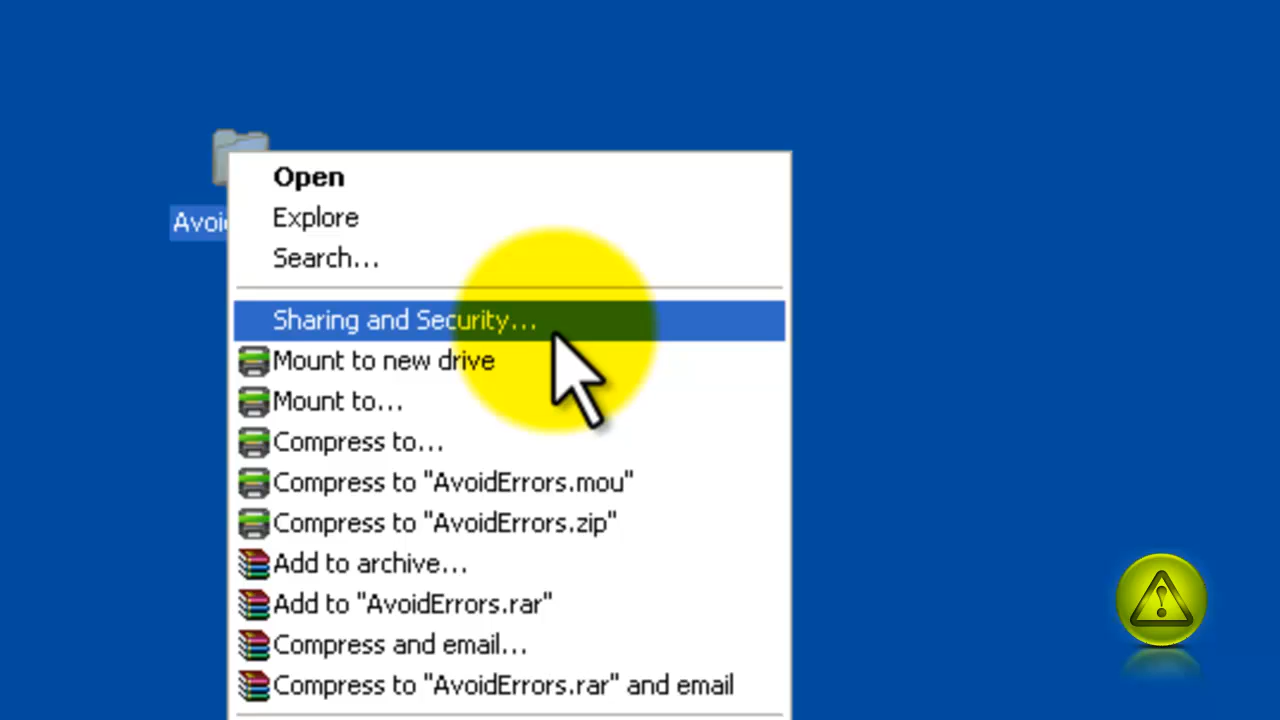 Open
Explore
Search...
Avoi
Sharing and Security...
Mount to new drive
Mount to...
Compress to...
Compress to "AvoidErrors.mou"
Compress to "AvoidErrors.zip"
Add to archive...
Add to "AvoidErrors.rar"
Compress and email...
Compress to "AvoidErrors.rar" and email